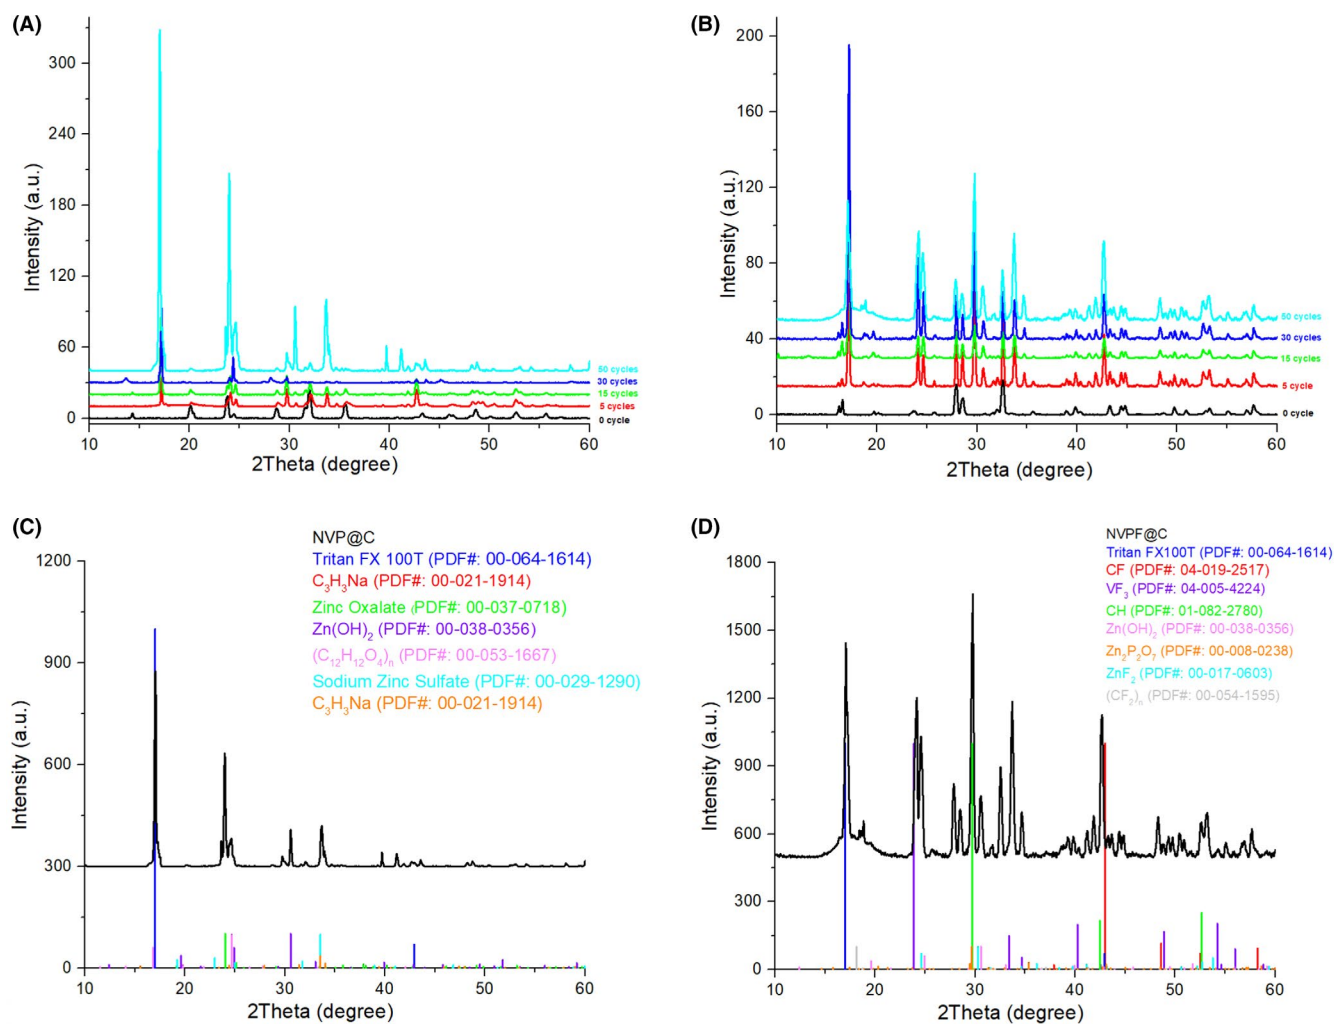 (A)
Intensity (a.u.)
300
240
180
120
60
0
50 cycles
30 cycles
15 cycles
5 cycles
0 cycle
10 20 30 40 50 60
2Theta (degree)
(B)
Intensity (a.u.)
200
160
120
80
40
0
50 cycles
30 cycles
15 cycles
5 cycle
0 cycle
10 20 30 40 50 60
2Theta (degree)
(C)
NVP@C
Tritan FX 100T (PDF#: 00-064-1614)
C₃H₃Na (PDF#: 00-021-1914)
Zinc Oxalate (PDF#: 00-037-0718)
Zn(OH)₂ (PDF#: 00-038-0356)
(C₁₂H₁₂O₄)ₙ (PDF#: 00-053-1667)
Sodium Zinc Sulfate (PDF#: 00-029-1290)
C₃H₃Na (PDF#: 00-021-1914)
Intensity (a.u.)
1200
900
600
300
0
10 20 30 40 50 60
2Theta (degree)
(D)
NVPF@C
Tritan FX100T (PDF#: 00-064-1614)
CF (PDF#: 04-019-2517)
VF₃ (PDF#: 04-005-4224)
CH (PDF#: 01-082-2780)
Zn(OH)₂ (PDF#: 00-038-0356)
Zn₂P₂O₇ (PDF#: 00-008-0238)
ZnF₂ (PDF#: 00-017-0603)
(CF₂)ₙ (PDF#: 00-054-1595)
Intensity (a.u.)
1800
1500
1200
900
600
300
0
10 20 30 40 50 60
2Theta (degree)